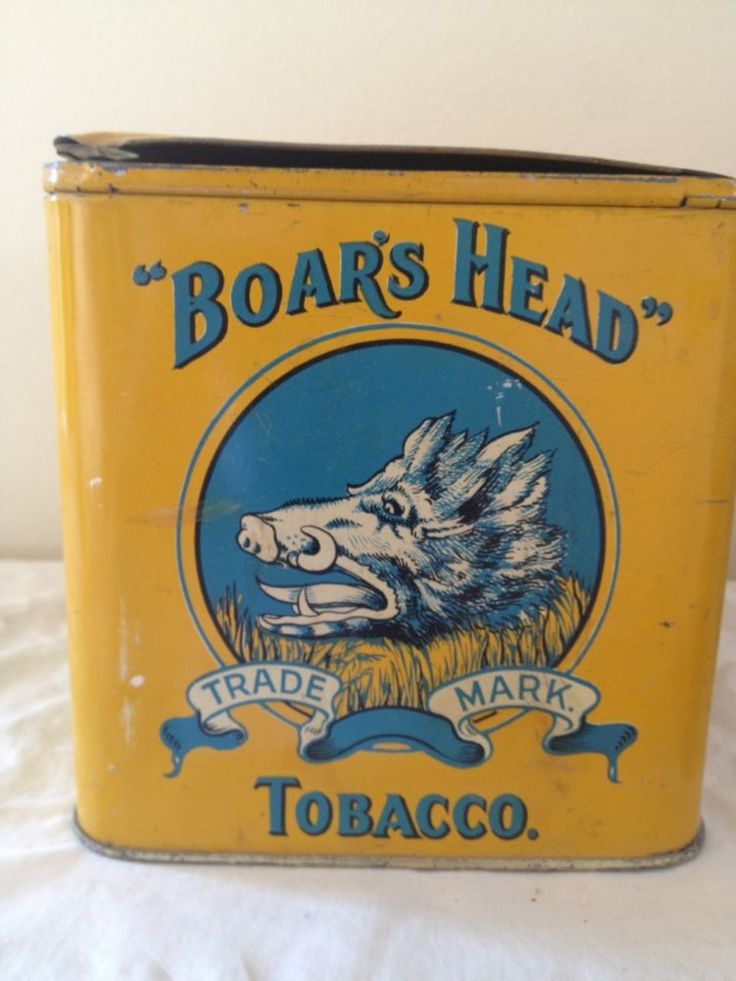 “BOAR'S HEAD”
TRADE MARK.
TOBACCO.